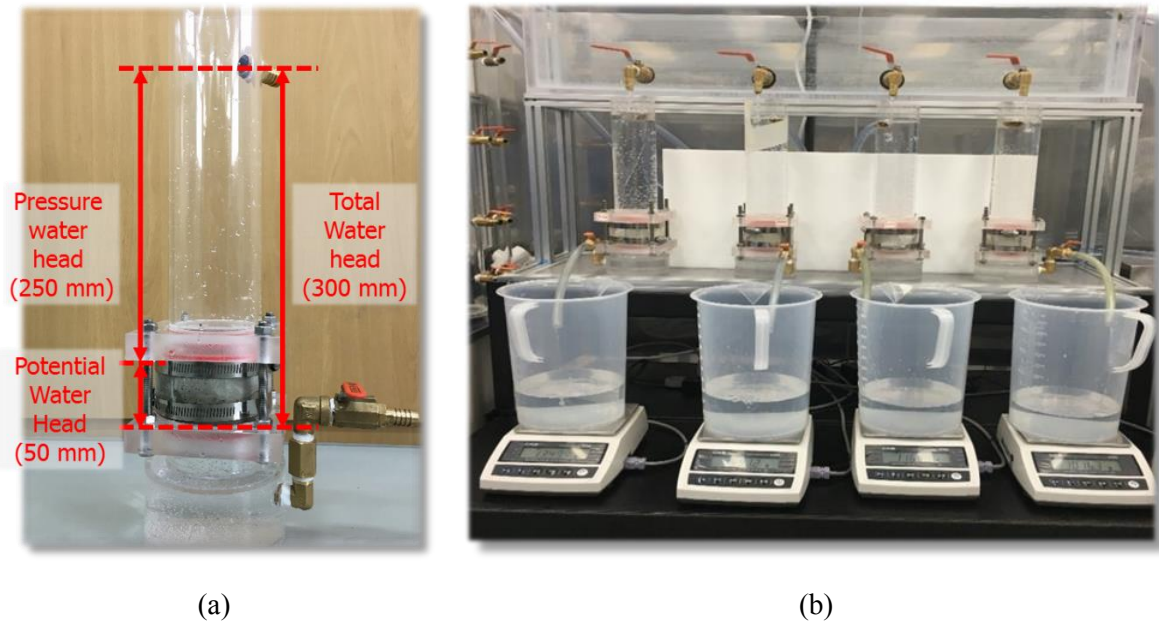 Pressure
water
head
(250 mm)
Total
Water
head
(300 mm)
Potential
Water
Head
(50 mm)
(a)
(b)